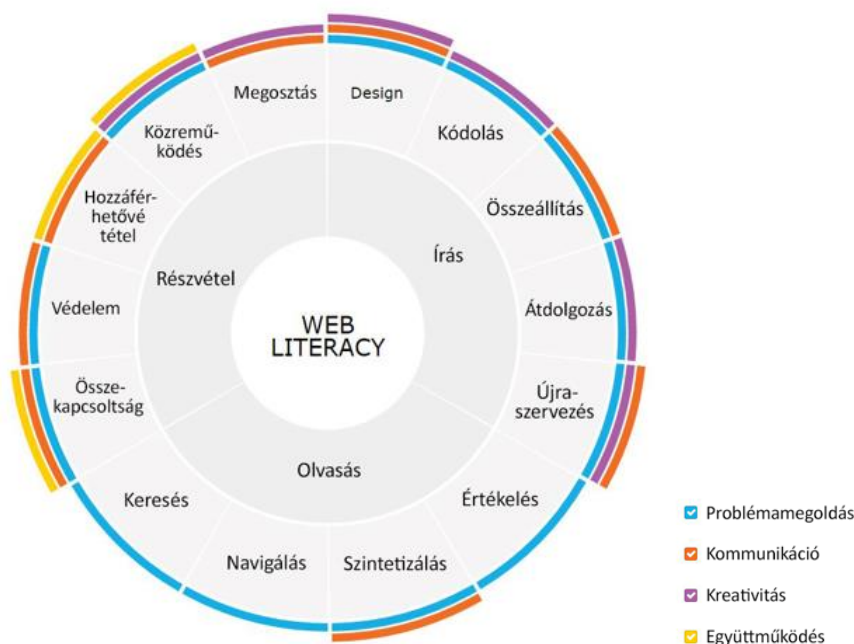 Megosztás
Design
Közremű-
ködés
Kódolás
Hozzáfér-
hetővé
tétel
Összeállítás
Írás
Részvétel
Védelem
Átdolgozás
WEB
LITERACY
Össze-
kapcsoltság
Újra-
szervezés
Olvasás
Keresés
Értékelés
Navigálás
Szintetizálás
Problémamegoldás
Kommunikáció
Kreativitás
Együttműködés